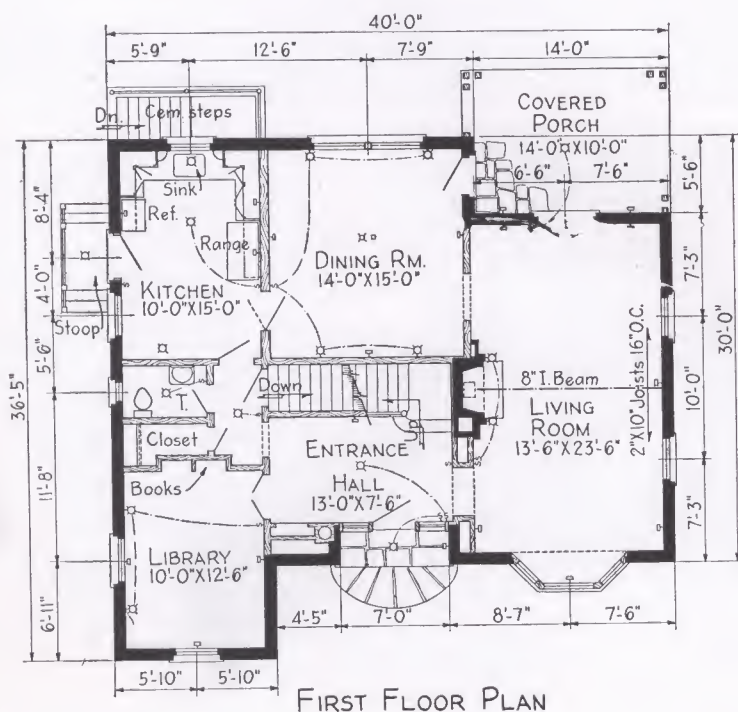 40'-0"
5'-9" 12'-6" 7'-9" 14'-0"
Dn. Cem. steps
COVERED
PORCH
14'-0"X10'-0"
6'-6" 7'-6"
5'-6"
Sink
Ref.
Range
8'-4"
DINING RM.
14'-0"X15'-0"
7'-3"
KITCHEN
10'-0"X15'-0"
4'-0"
Stoop
30'-0"
36'-5"
5'-6"
2"X10" Joists 16" O.C.
10'-0"
8" I. Beam
LIVING
ROOM
13'-6"X23'-6"
Down
T.
Closet
ENTRANCE
HALL
13'-0"X7'-6"
Books
11'-8"
7'-3"
LIBRARY
10'-0"X12'-6"
6'-11"
4'-5" 7'-0" 8'-7" 7'-6"
5'-10" 5'-10"
FIRST FLOOR PLAN